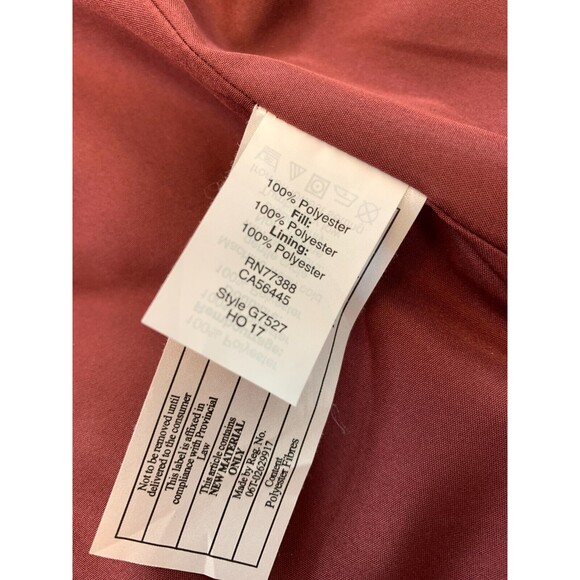 100% Polyester
Fill:
100% Polyester
Lining:
100% Polyester
RN77388
CA56445
Style G7527
HO 17
Not to be removed until
delivered to the consumer
This label is affixed in
compliance with Provincial
Law
This article contains
NEW MATERIAL
ONLY
Made by Reg. No.
06T-02629917
Content
Polyester Fibres